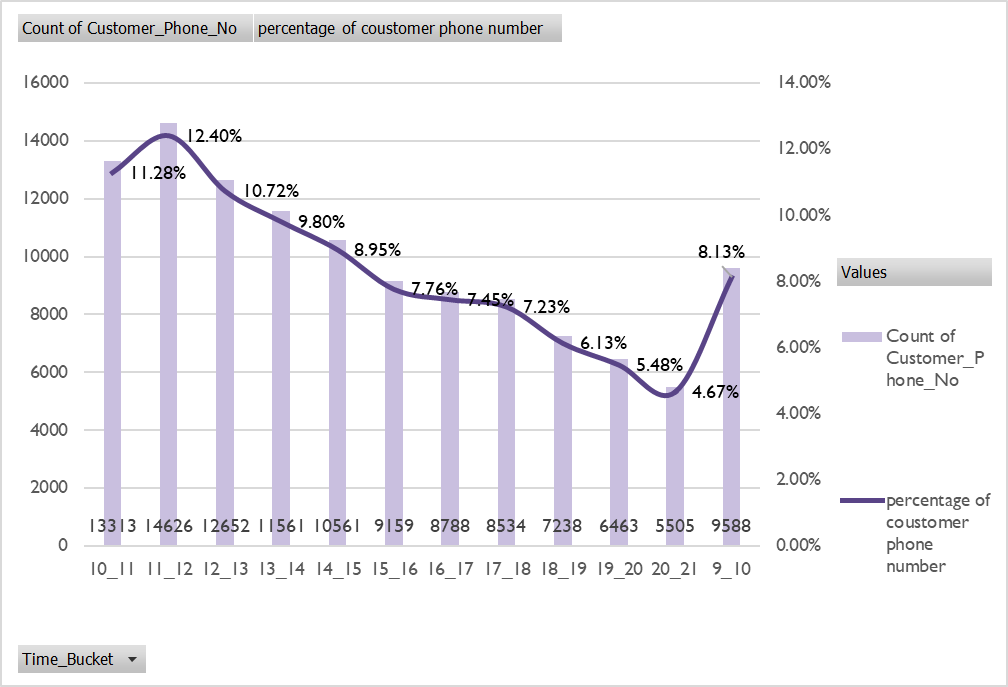 Count of Customer_Phone_No percentage of coustomer phone number
16000 14.00%
14000 12.00%
12000 10.00%
10000 8.00%
8000 6.00%
6000 4.00%
4000 2.00%
2000 0.00%
0
11.28% 12.40% 10.72% 9.80% 8.95% 7.76% 7.45% 7.23% 6.13% 5.48% 4.67% 8.13%
13313 14626 12652 11561 10561 9159 8788 8534 7238 6463 5505 9588
10_11 11_12 12_13 13_14 14_15 15_16 16_17 17_18 18_19 19_20 20_21 9_10
Values
Count of
Customer_P
hone_No
percentage of
coustomer
phone
number
Time_Bucket